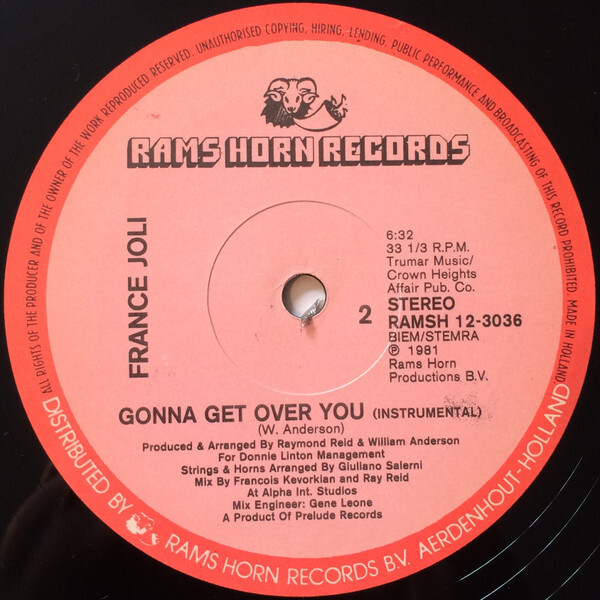 ALL RIGHTS OF THE PRODUCER AND OF THE OWNER OF THE WORK REPRODUCED RESERVED. UNAUTHORISED COPYING, HIRING, LENDING, PUBLIC PERFORMANCE AND BROADCASTING OF THIS RECORD PROHIBITED. MADE IN HOLLAND
RAMS HORN RECORDS
FRANCE JOLI
6:32
33 1/3 R.P.M.
Trumar Music/
Crown Heights
Affair Pub. Co.
2 STEREO
RAMSH 12-3036
BIEM/STEMRA
℗ 1981
Rams Horn
Productions B.V.
GONNA GET OVER YOU (INSTRUMENTAL)
(W. Anderson)
Produced & Arranged By Raymond Reid & William Anderson
For Donnie Linton Management
Strings & Horns Arranged By Giuliano Salerni
Mix By Francois Kevorkian and Ray Reid
At Alpha Int. Studios
Mix Engineer: Gene Leone
A Product Of Prelude Records
DISTRIBUTED BY RAMS HORN RECORDS B.V. AERDENHOUT-HOLLAND